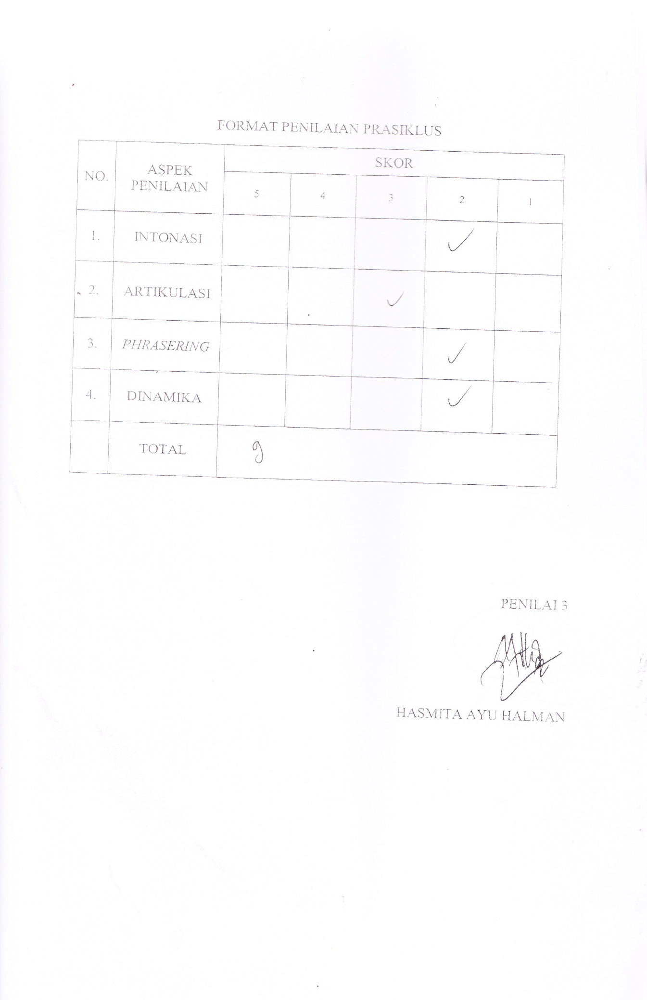 FORMAT PENILAIAN PRASIKLUS
NO. ASPEK PENILAIAN SKOR
5 4 3 2 1
1. INTONASI ✓
2. ARTIKULASI ✓
3. PHRASERING ✓
4. DINAMIKA ✓
TOTAL 9
PENILAI 3
HASMITA AYU HALMAN